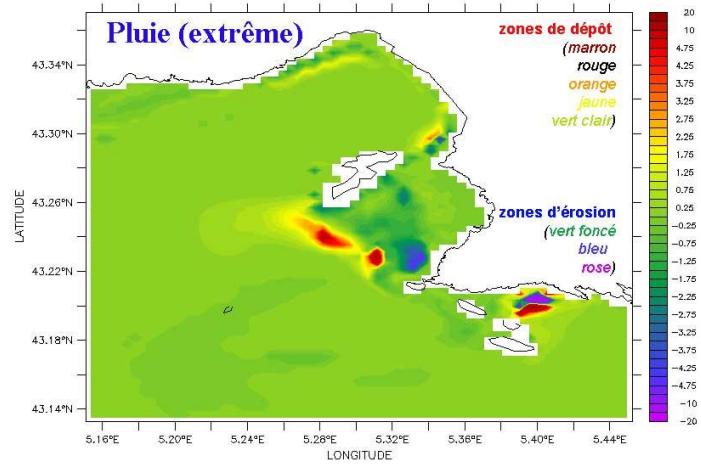 Pluie (extrême)
zones de dépôt
(marron
rouge
orange
jaune
vert clair)
zones d'érosion
(vert foncé
bleu
rose)
LATITUDE
43.34°N
43.30°N
43.26°N
43.22°N
43.18°N
43.14°N
5.16°E
5.20°E
5.24°E
5.28°E
5.32°E
5.36°E
5.40°E
5.44°E
LONGITUDE
20
10
4.75
3.75
3.25
2.75
2.25
1.75
1.25
0.75
0.25
-0.25
-0.75
-1.25
-1.75
-2.25
-2.75
-3.25
-3.75
-4.75
-10
-20